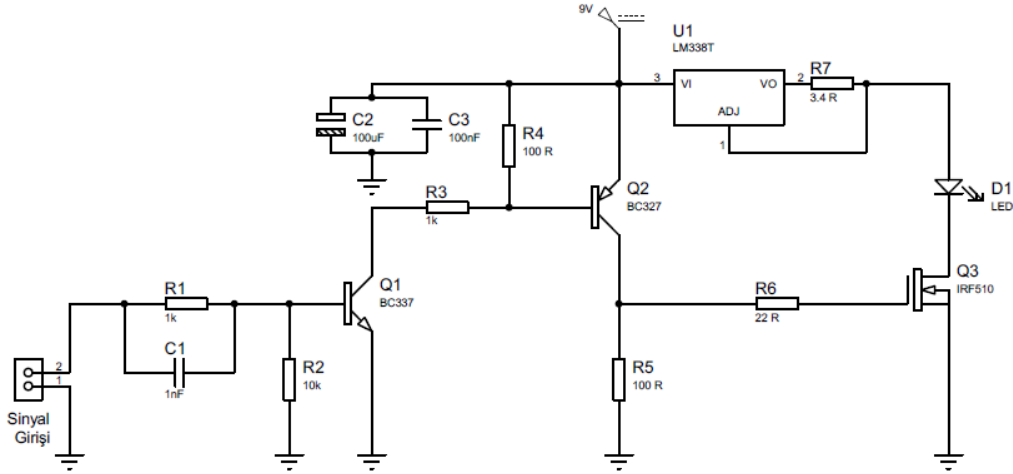 9V
U1
LM338T
3
VI
VO
2
R7
3.4 R
ADJ
1
C2
100uF
C3
100nF
R4
100 R
R3
1k
Q2
BC327
D1
LED
Q1
BC337
R1
1k
C1
1nF
R2
10k
R6
22 R
Q3
IRF510
R5
100 R
2
1
Sinyal
Girişi